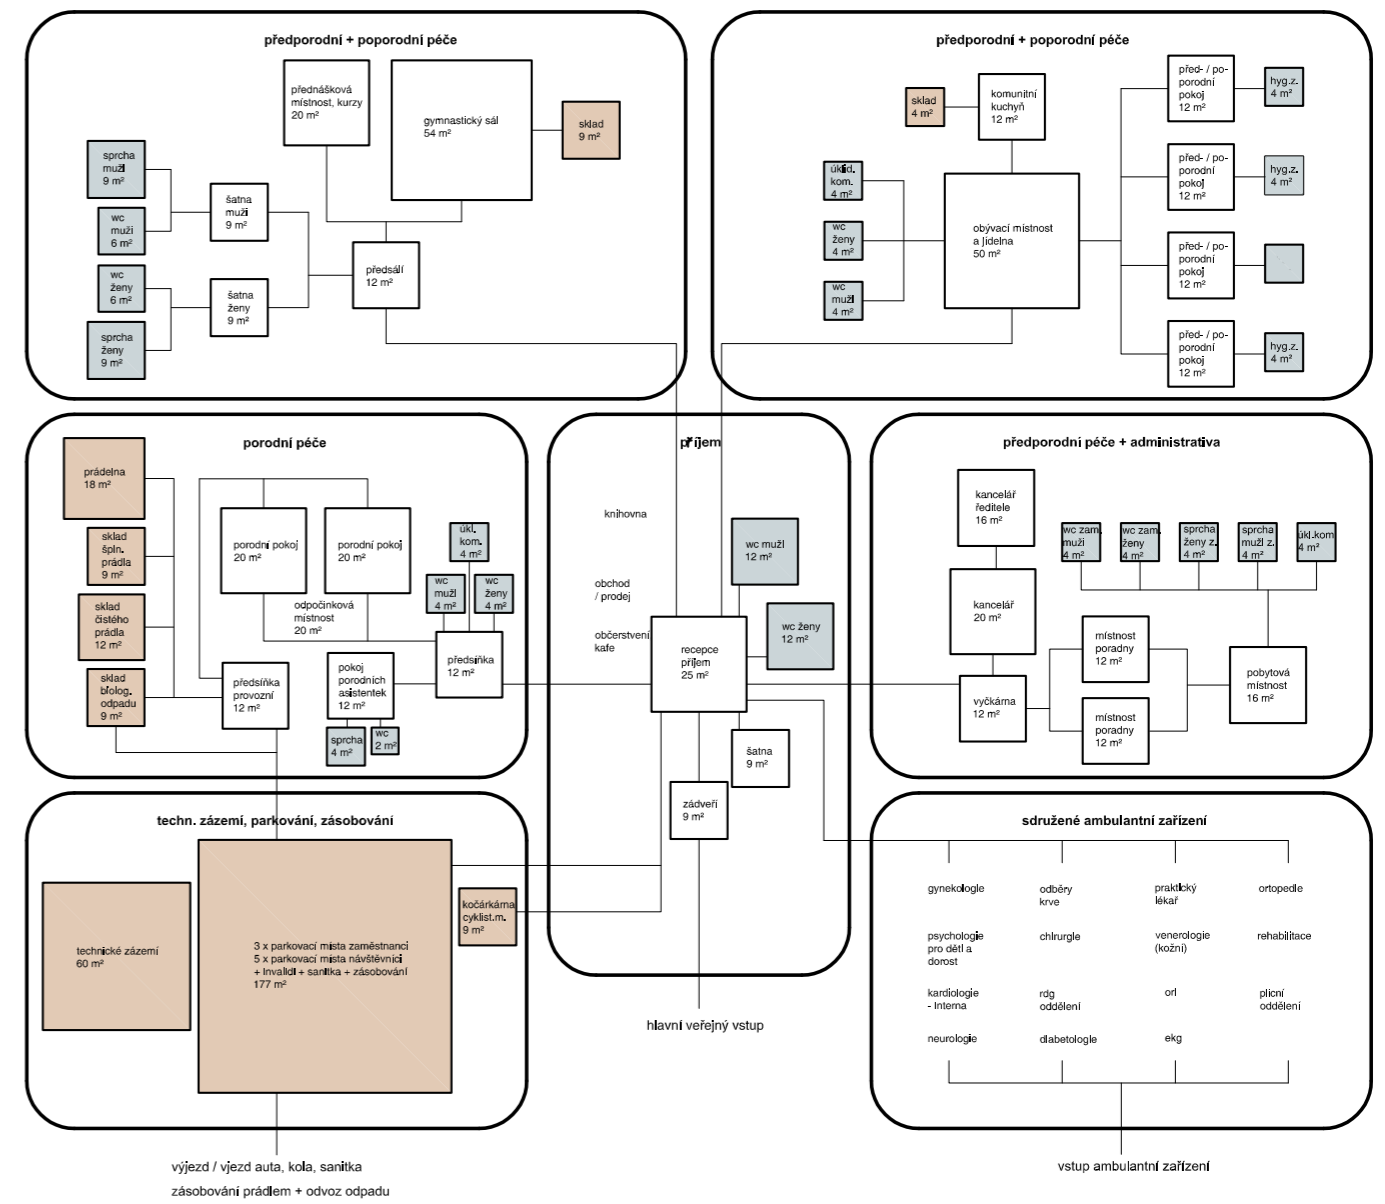 předporodní + poporodní péče
přednášková
místnost, kurzy
20 m²
gymnastický sál
54 m²
sklad
9 m²
sprcha
muži
9 m²
wc
muži
6 m²
wc
ženy
6 m²
sprcha
ženy
9 m²
šatna
muži
9 m²
šatna
ženy
9 m²
předsálí
12 m²
předporodní + poporodní péče
sklad
4 m²
komunitní
kuchyň
12 m²
úklid.
kom.
4 m²
wc
ženy
4 m²
wc
muži
4 m²
obývací místnost
a jídelna
50 m²
před- / po-
porodní
pokoj
12 m²
hyg.z.
4 m²
před- / po-
porodní
pokoj
12 m²
hyg.z.
4 m²
před- / po-
porodní
pokoj
12 m²
před- / po-
porodní
pokoj
12 m²
hyg.z.
4 m²
porodní péče
prádelna
18 m²
sklad
špin.
prádla
9 m²
sklad
čistého
prádla
12 m²
sklad
biolog.
odpadu
9 m²
porodní pokoj
20 m²
porodní pokoj
20 m²
odpočinková
místnost
20 m²
úkl.
kom.
4 m²
wc
muži
4 m²
wc
ženy
4 m²
předsíňka
12 m²
předsíňka
provozní
12 m²
pokoj
porodních
asistentek
12 m²
sprcha
4 m²
wc
2 m²
příjem
knihovna
obchod
/ prodej
občerstvení
kafe
wc muži
12 m²
wc ženy
12 m²
recepce
příjem
25 m²
šatna
9 m²
zádveří
9 m²
hlavní veřejný vstup
předporodní péče + administrativa
kancelář
ředitele
16 m²
kancelář
20 m²
vyčkárna
12 m²
wc zam.
muži
4 m²
wc zam.
ženy
4 m²
sprcha
ženy z.
4 m²
sprcha
muži z.
4 m²
úkl.kom
4 m²
místnost
poradny
12 m²
místnost
poradny
12 m²
pobytová
místnost
16 m²
techn. zázemí, parkování, zásobování
technické zázemí
60 m²
3 x parkovací místa zaměstnanci
5 x parkovací místa návštěvníci
+ invalidi + sanitka + zásobování
177 m²
kočárkárna
cyklist.m.
9 m²
výjezd / vjezd auta, kola, sanitka
zásobování prádlem + odvoz odpadu
sdružené ambulantní zařízení
gynekologie
odběry
krve
praktický
lékař
ortopedie
psychologie
pro děti a
dorost
chirurgie
venerologie
(kožní)
rehabilitace
kardiologie
- interna
rdg
oddělení
orl
plicní
oddělení
neurologie
diabetologie
ekg
vstup ambulantní zařízení